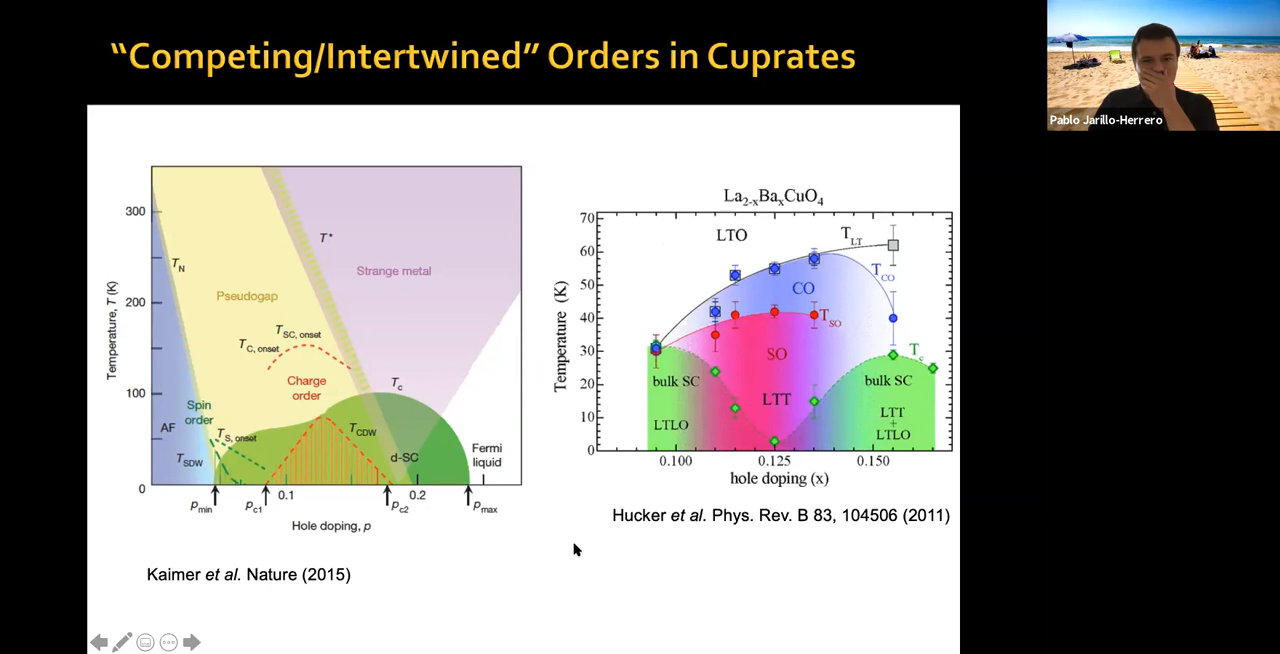 “Competing/Intertwined” Orders in Cuprates
Pablo Jarillo-Herrero
Temperature, T (K)
300
200
100
0
T_N
T*
Strange metal
Pseudogap
T_SC, onset
T_C, onset
Charge
order
T_c
Spin
order
AF
T_S, onset
T_CDW
T_SDW
d-SC
Fermi
liquid
0.1
0.2
p_min
p_c1
p_c2
p_max
Hole doping, p
Kaimer et al. Nature (2015)
La_2-xBa_xCuO_4
Temperature (K)
70
60
50
40
30
20
10
0
LTO
T_LT
T_CO
CO
T_SO
SO
T_c
bulk SC
bulk SC
LTT
LTLO
LTT
+
LTLO
0.100
0.125
0.150
hole doping (x)
Hucker et al. Phys. Rev. B 83, 104506 (2011)